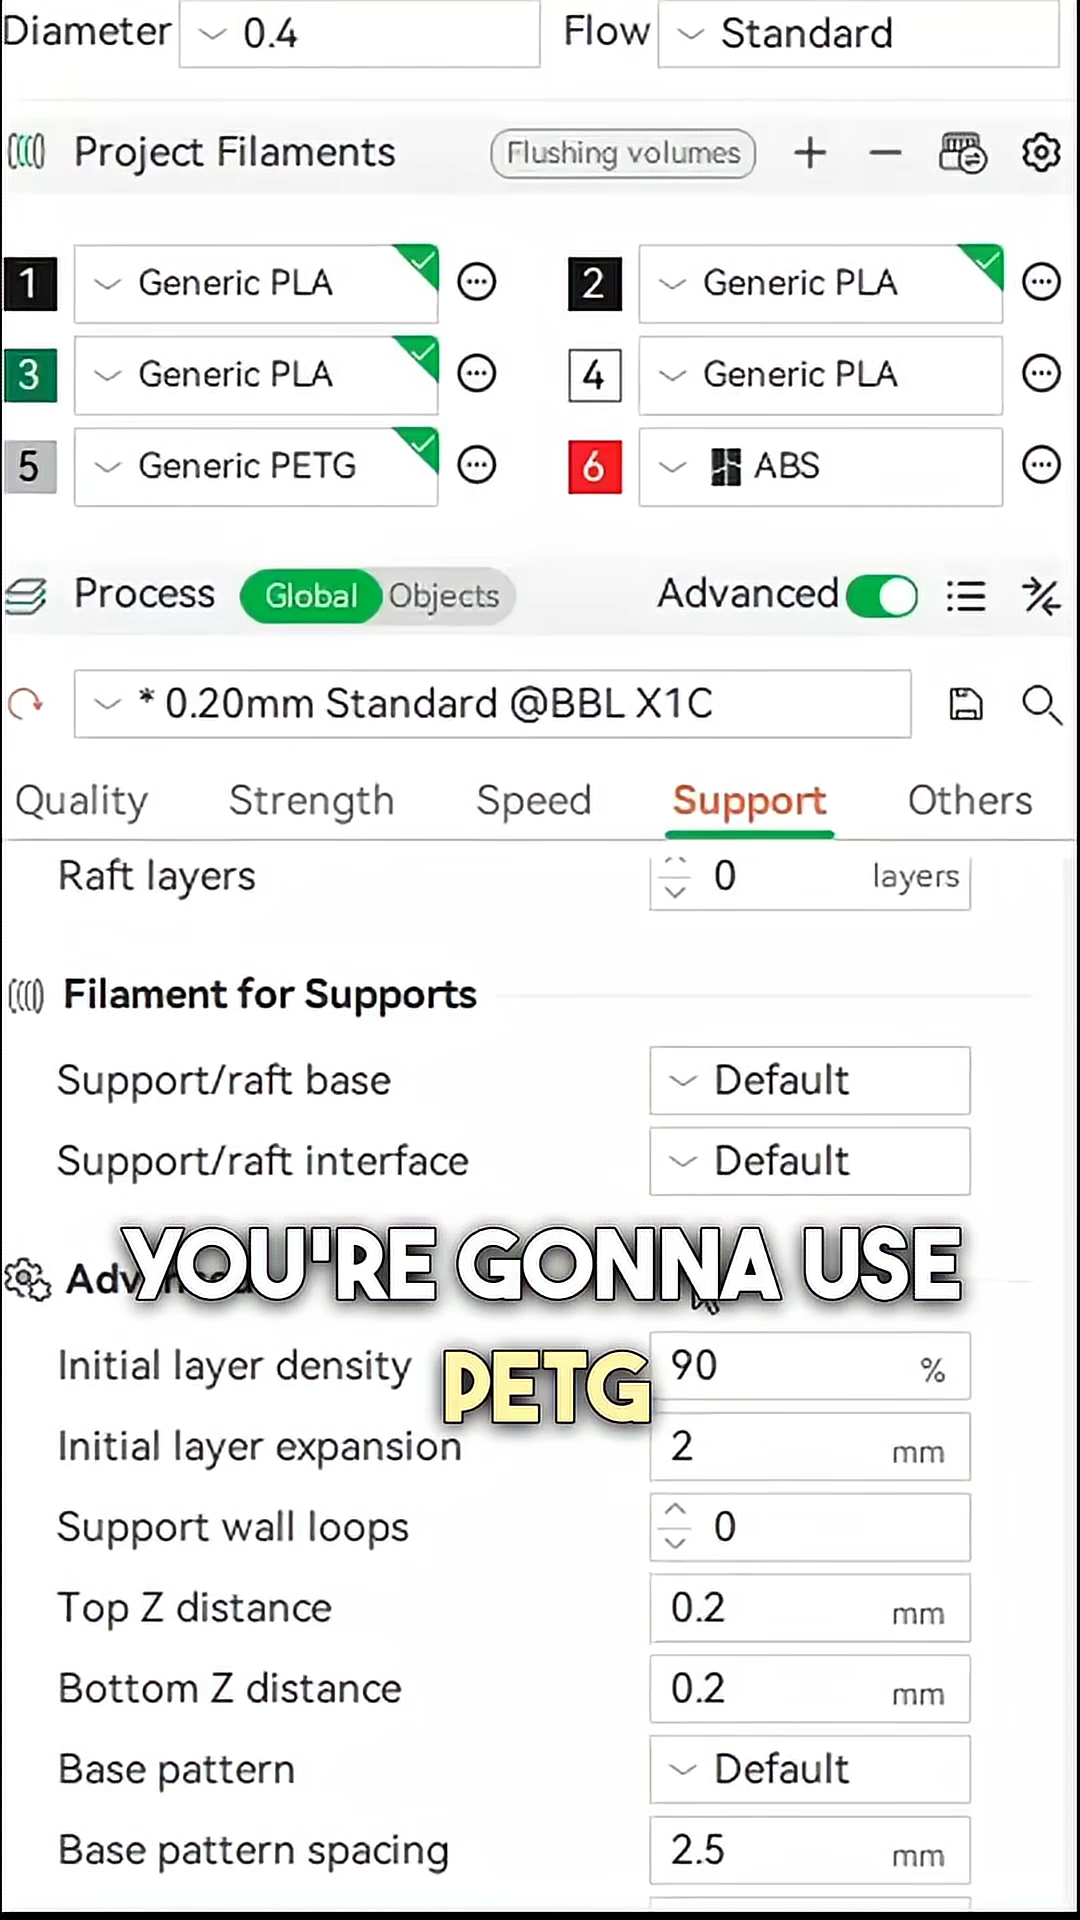 Diameter 0.4 Flow Standard
Project Filaments Flushing volumes
1 Generic PLA 2 Generic PLA
3 Generic PLA 4 Generic PLA
5 Generic PETG 6 ABS
Process Global Objects Advanced
* 0.20mm Standard @BBL X1C
Quality Strength Speed Support Others
Raft layers 0 layers
Filament for Supports
Support/raft base Default
Support/raft interface Default
YOU'RE GONNA USE
PETG
Initial layer density 90 %
Initial layer expansion 2 mm
Support wall loops 0
Top Z distance 0.2 mm
Bottom Z distance 0.2 mm
Base pattern Default
Base pattern spacing 2.5 mm